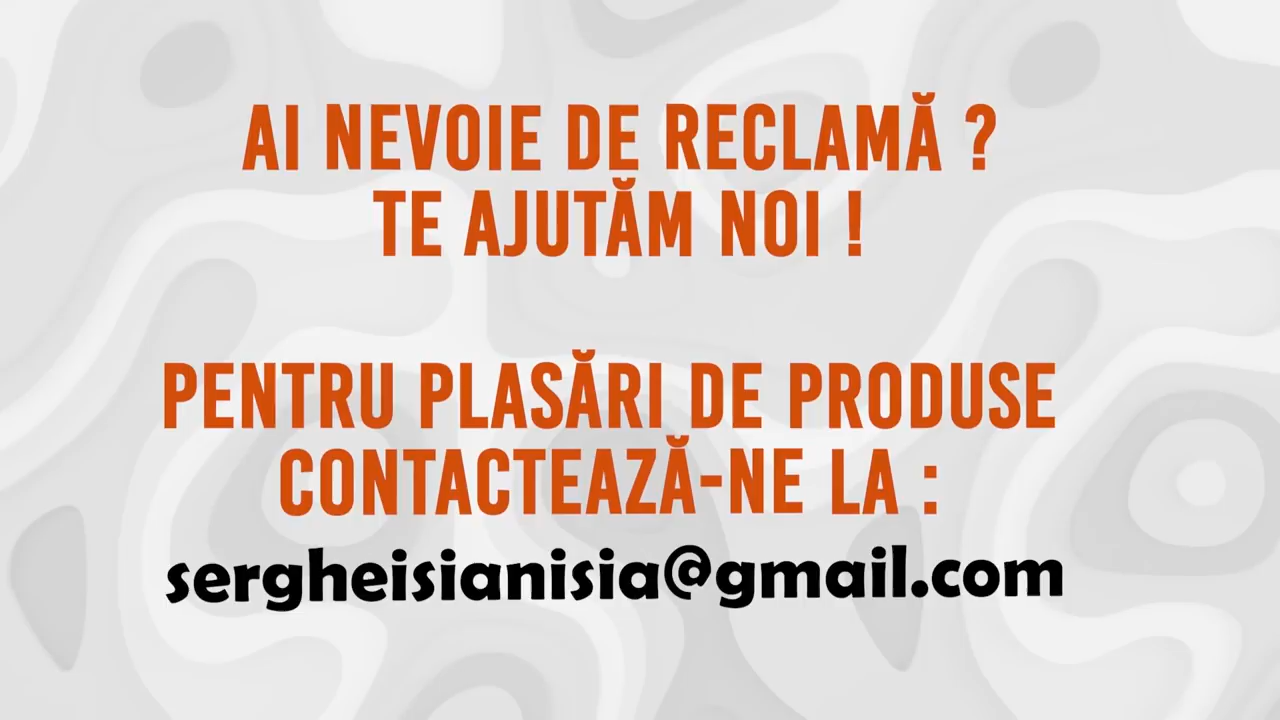 AI NEVOIE DE RECLAMĂ ?
TE AJUTĂM NOI !
PENTRU PLASĂRI DE PRODUSE
CONTACTEAZĂ-NE LA :
sergheisianisia@gmail.com